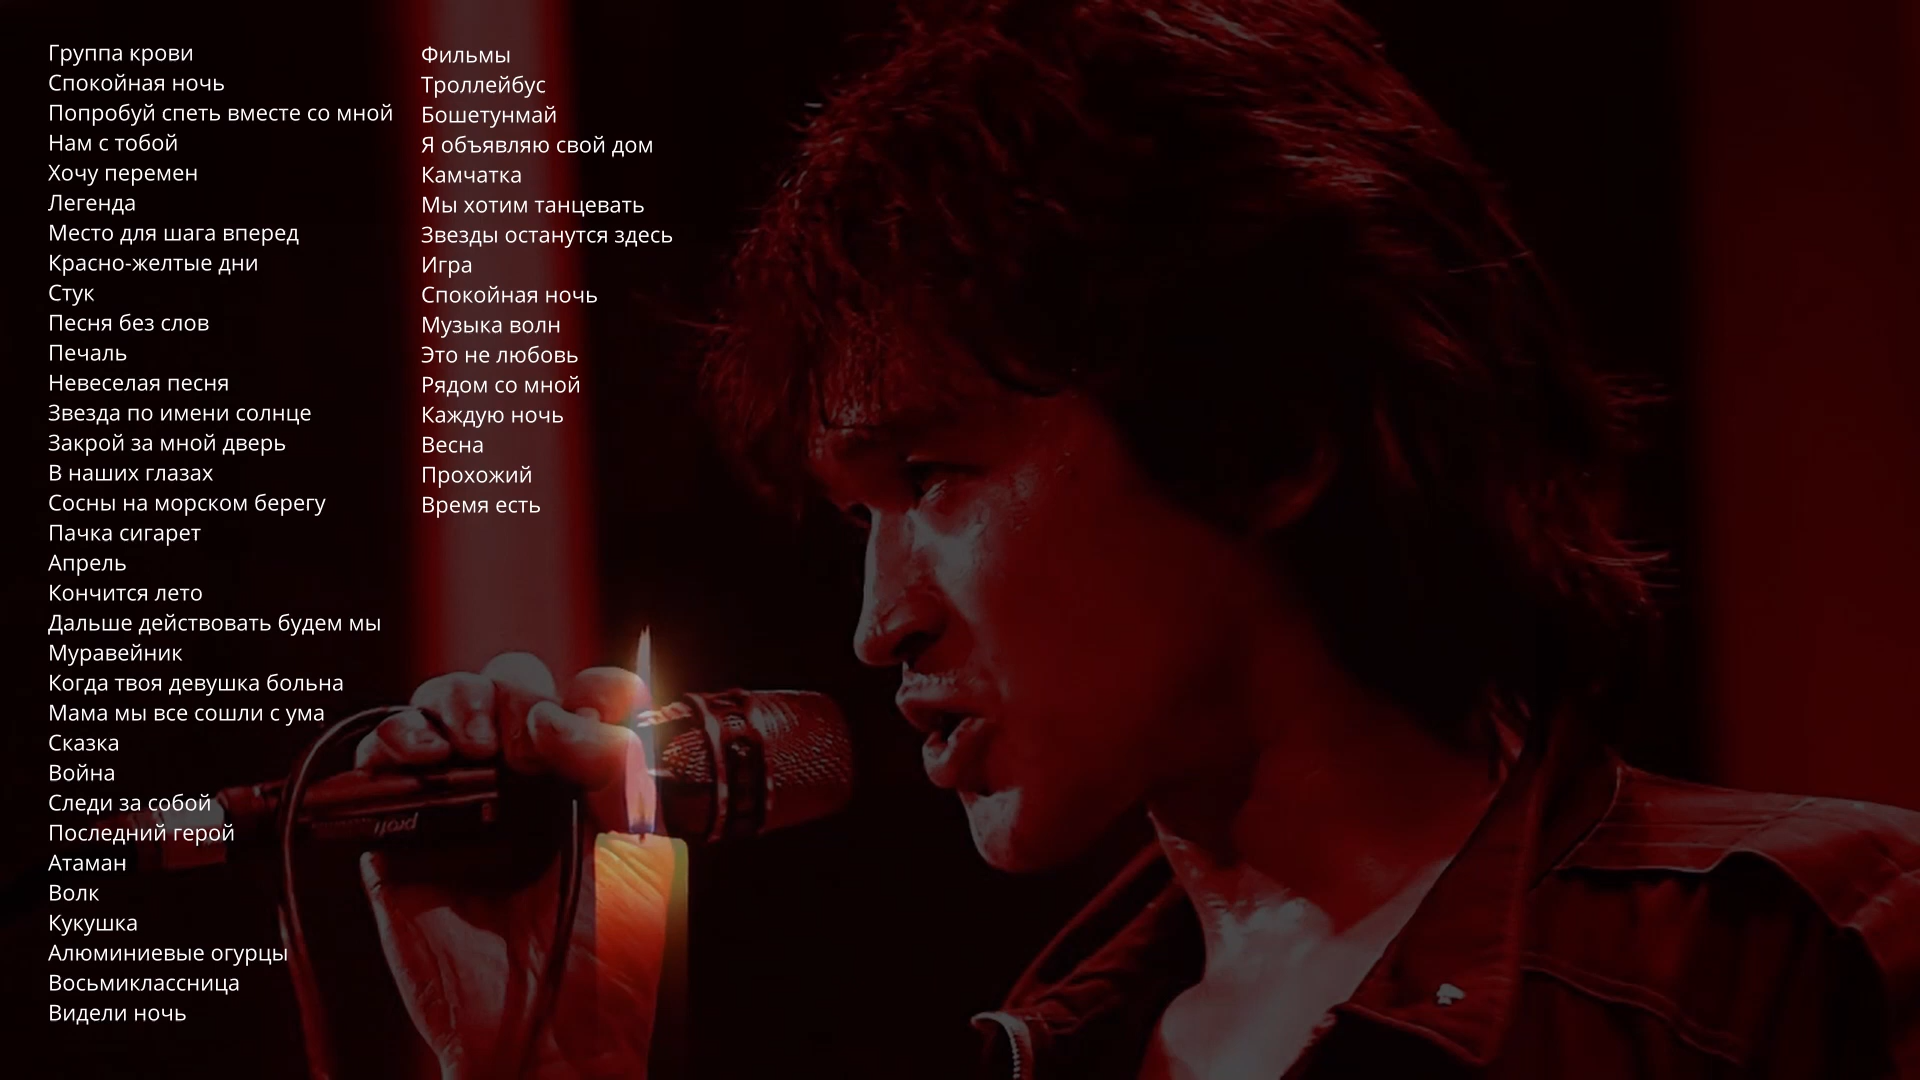 Группа крови
Спокойная ночь
Попробуй спеть вместе со мной
Нам с тобой
Хочу перемен
Легенда
Место для шага вперед
Красно-желтые дни
Стук
Песня без слов
Печаль
Невеселая песня
Звезда по имени солнце
Закрой за мной дверь
В наших глазах
Сосны на морском берегу
Пачка сигарет
Апрель
Кончится лето
Дальше действовать будем мы
Муравейник
Когда твоя девушка больна
Мама мы все сошли с ума
Сказка
Война
Следи за собой
Последний герой
Атаман
Волк
Кукушка
Алюминиевые огурцы
Восьмиклассница
Видели ночь
Фильмы
Троллейбус
Бошетунмай
Я объявляю свой дом
Камчатка
Мы хотим танцевать
Звезды останутся здесь
Игра
Спокойная ночь
Музыка волн
Это не любовь
Рядом со мной
Каждую ночь
Весна
Прохожий
Время есть